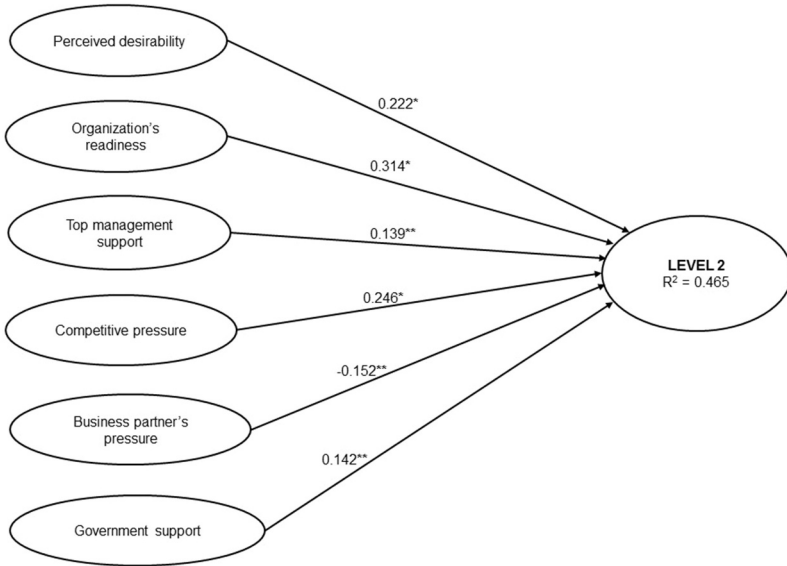 Perceived desirability
0.222*
Organization's
readiness
0.314*
Top management
support
0.139**
LEVEL 2
R² = 0.465
Competitive pressure
0.246*
-0.152**
Business partner's
pressure
0.142**
Government support